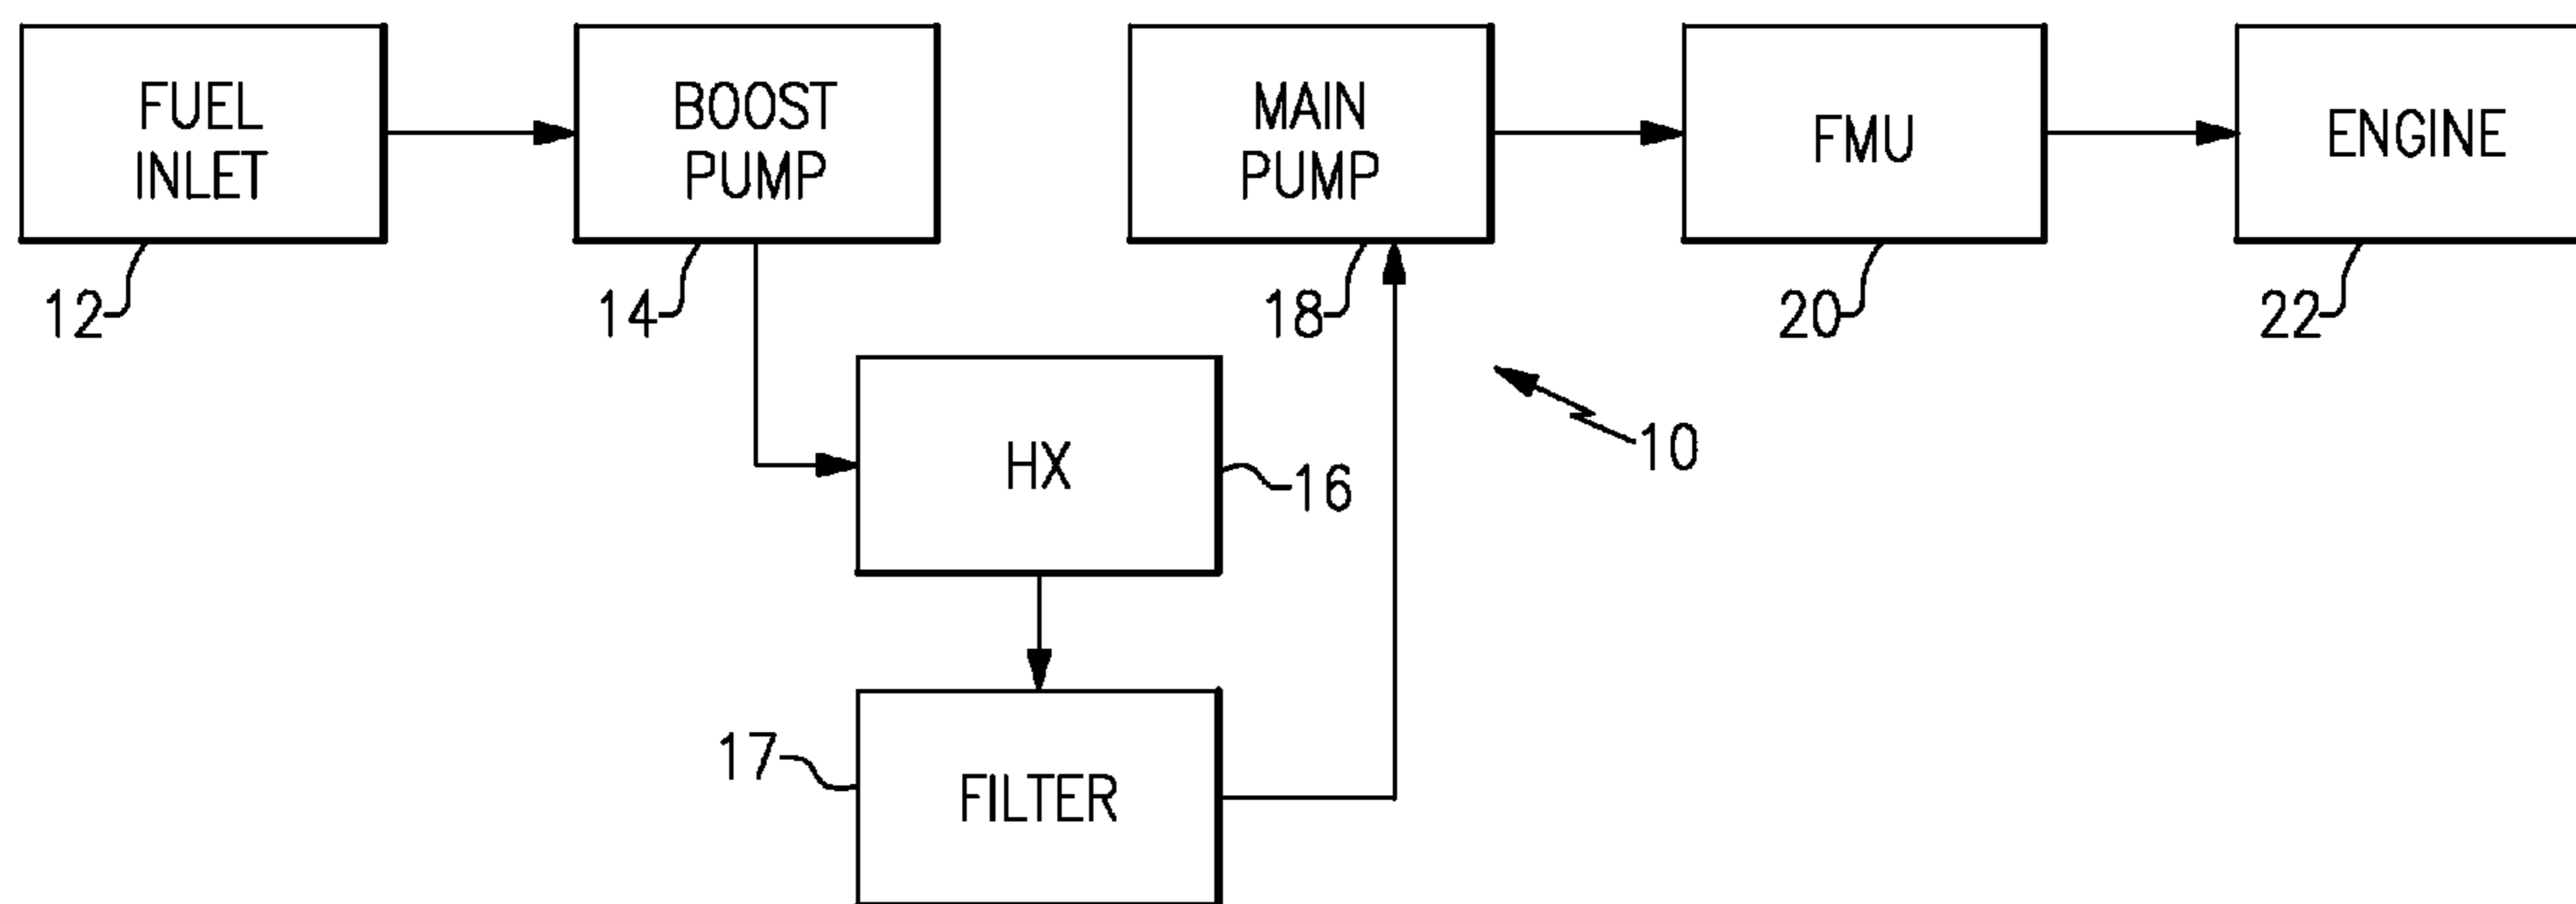 FUEL
INLET
BOOST
PUMP
MAIN
PUMP
FMU
ENGINE
12
14
18
20
22
HX
16
10
17
FILTER